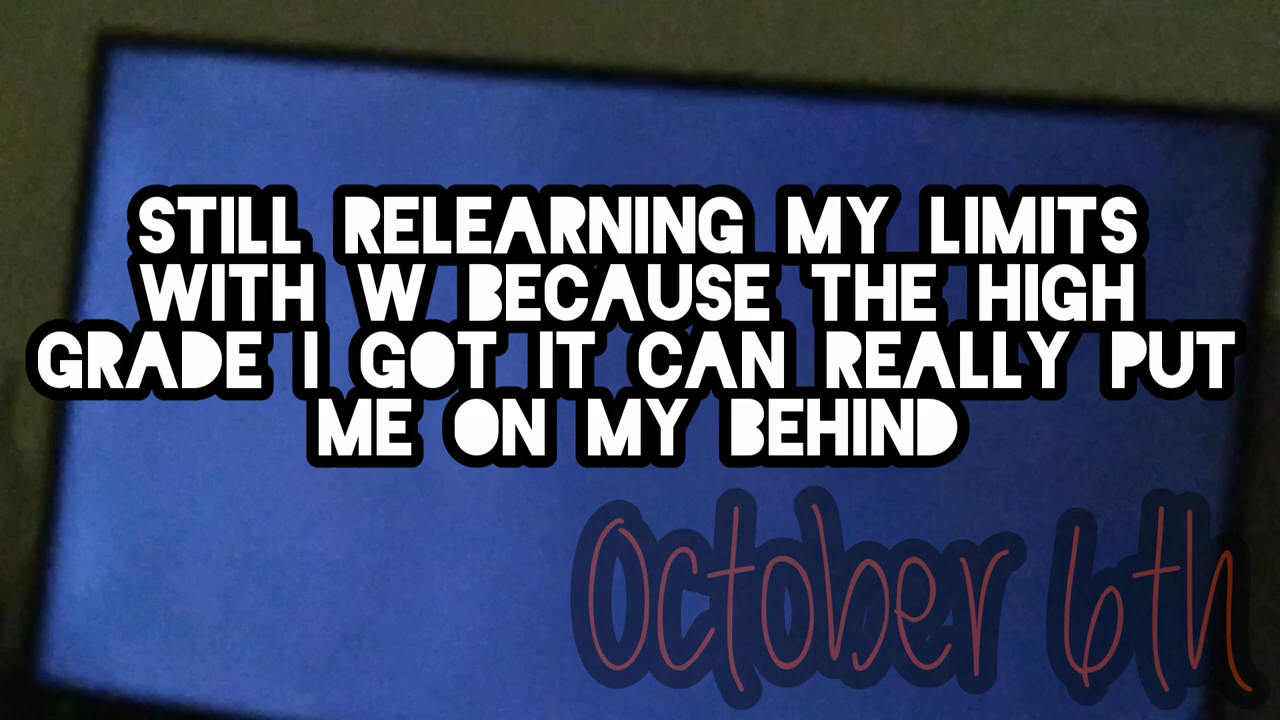 STILL RELEARNING MY LIMITS
WITH W BECAUSE THE HIGH
GRADE I GOT IT CAN REALLY PUT
ME ON MY BEHIND
October 6th